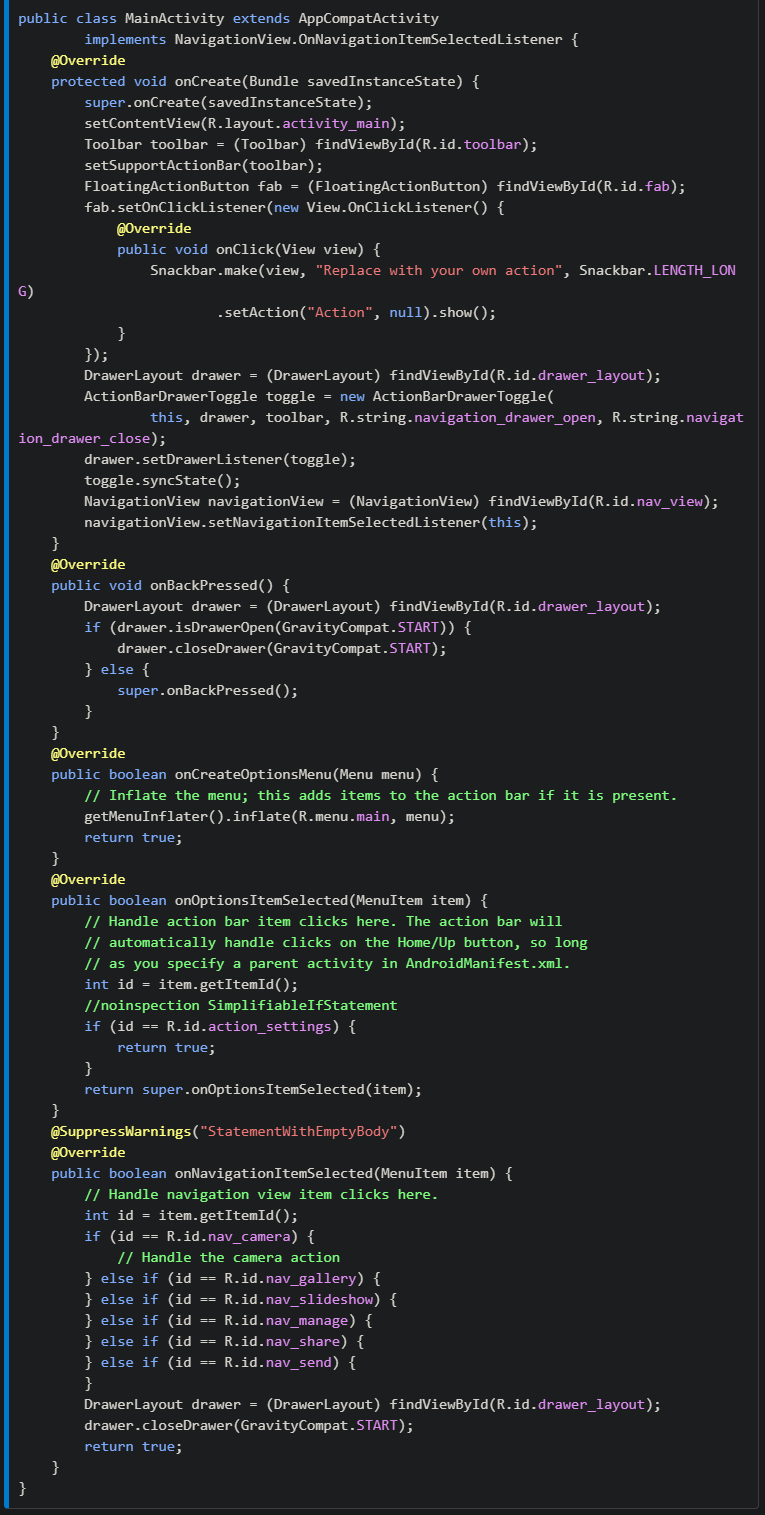 public class MainActivity extends AppCompatActivity
        implements NavigationView.OnNavigationItemSelectedListener {
    @Override
    protected void onCreate(Bundle savedInstanceState) {
        super.onCreate(savedInstanceState);
        setContentView(R.layout.activity_main);
        Toolbar toolbar = (Toolbar) findViewById(R.id.toolbar);
        setSupportActionBar(toolbar);
        FloatingActionButton fab = (FloatingActionButton) findViewById(R.id.fab);
        fab.setOnClickListener(new View.OnClickListener() {
            @Override
            public void onClick(View view) {
                Snackbar.make(view, "Replace with your own action", Snackbar.LENGTH_LON
G)
                        .setAction("Action", null).show();
            }
        });
        DrawerLayout drawer = (DrawerLayout) findViewById(R.id.drawer_layout);
        ActionBarDrawerToggle toggle = new ActionBarDrawerToggle(
                this, drawer, toolbar, R.string.navigation_drawer_open, R.string.navigat
ion_drawer_close);
        drawer.setDrawerListener(toggle);
        toggle.syncState();
        NavigationView navigationView = (NavigationView) findViewById(R.id.nav_view);
        navigationView.setNavigationItemSelectedListener(this);
    }
    @Override
    public void onBackPressed() {
        DrawerLayout drawer = (DrawerLayout) findViewById(R.id.drawer_layout);
        if (drawer.isDrawerOpen(GravityCompat.START)) {
            drawer.closeDrawer(GravityCompat.START);
        } else {
            super.onBackPressed();
        }
    }
    @Override
    public boolean onCreateOptionsMenu(Menu menu) {
        // Inflate the menu; this adds items to the action bar if it is present.
        getMenuInflater().inflate(R.menu.main, menu);
        return true;
    }
    @Override
    public boolean onOptionsItemSelected(MenuItem item) {
        // Handle action bar item clicks here. The action bar will
        // automatically handle clicks on the Home/Up button, so long
        // as you specify a parent activity in AndroidManifest.xml.
        int id = item.getItemId();
        //noinspection SimplifiableIfStatement
        if (id == R.id.action_settings) {
            return true;
        }
        return super.onOptionsItemSelected(item);
    }
    @SuppressWarnings("StatementWithEmptyBody")
    @Override
    public boolean onNavigationItemSelected(MenuItem item) {
        // Handle navigation view item clicks here.
        int id = item.getItemId();
        if (id == R.id.nav_camera) {
            // Handle the camera action
        } else if (id == R.id.nav_gallery) {
        } else if (id == R.id.nav_slideshow) {
        } else if (id == R.id.nav_manage) {
        } else if (id == R.id.nav_share) {
        } else if (id == R.id.nav_send) {
        }
        DrawerLayout drawer = (DrawerLayout) findViewById(R.id.drawer_layout);
        drawer.closeDrawer(GravityCompat.START);
        return true;
    }
}